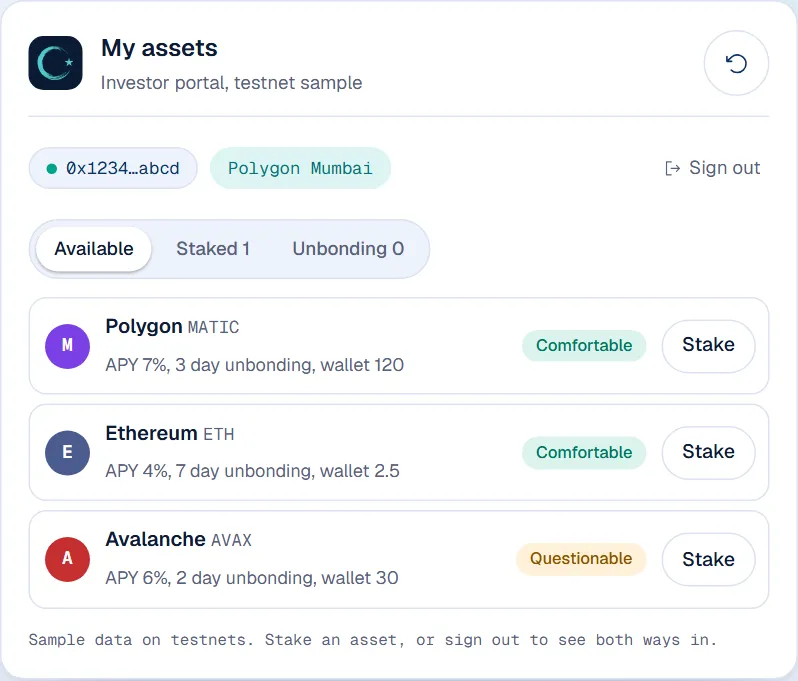 My assets
Investor portal, testnet sample
0x1234…abcd
Polygon Mumbai
Sign out
Available
Staked 1
Unbonding 0
M
Polygon MATIC
APY 7%, 3 day unbonding, wallet 120
Comfortable
Stake
E
Ethereum ETH
APY 4%, 7 day unbonding, wallet 2.5
Comfortable
Stake
A
Avalanche AVAX
APY 6%, 2 day unbonding, wallet 30
Questionable
Stake
Sample data on testnets. Stake an asset, or sign out to see both ways in.